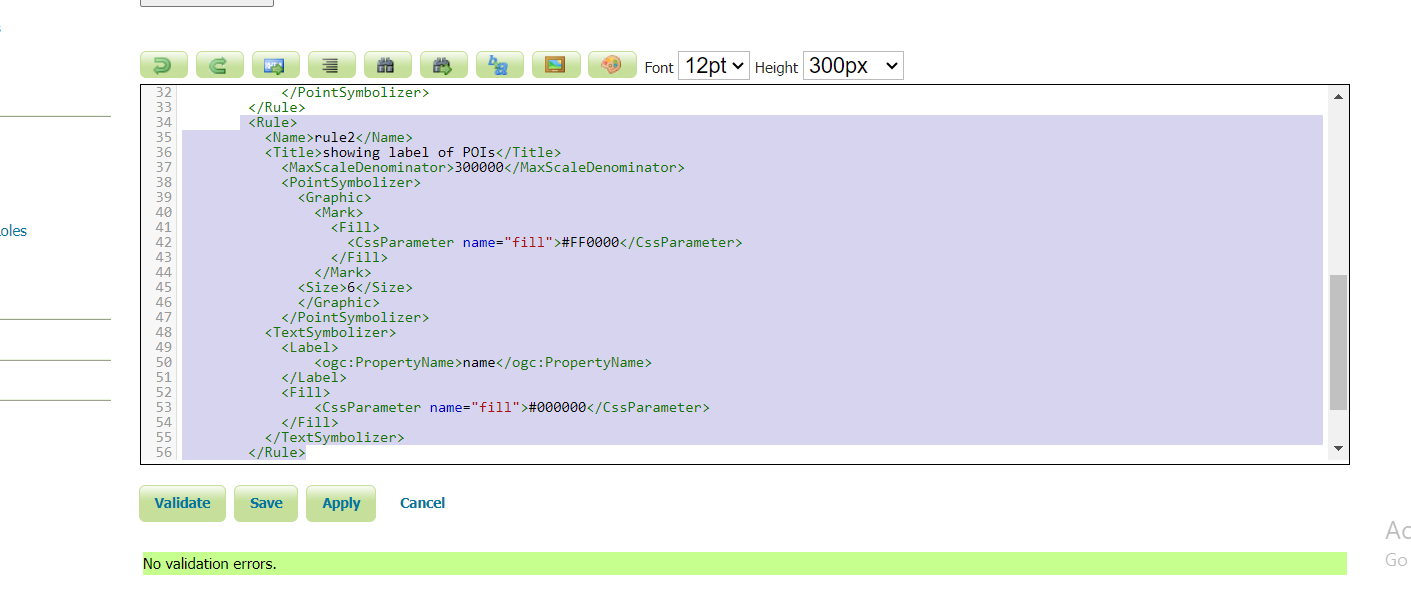 Font 12pt Height 300px
32 </PointSymbolizer>
33 </Rule>
34 <Rule>
35 <Name>rule2</Name>
36 <Title>showing label of POIs</Title>
37 <MaxScaleDenominator>300000</MaxScaleDenominator>
38 <PointSymbolizer>
39 <Graphic>
40 <Mark>
41 <Fill>
42 <CssParameter name="fill">#FF0000</CssParameter>
43 </Fill>
44 </Mark>
45 <Size>6</Size>
46 </Graphic>
47 </PointSymbolizer>
48 <TextSymbolizer>
49 <Label>
50 <ogc:PropertyName>name</ogc:PropertyName>
51 </Label>
52 <Fill>
53 <CssParameter name="fill">#000000</CssParameter>
54 </Fill>
55 </TextSymbolizer>
56 </Rule>
oles
Validate Save Apply Cancel
Ac
Go
No validation errors.